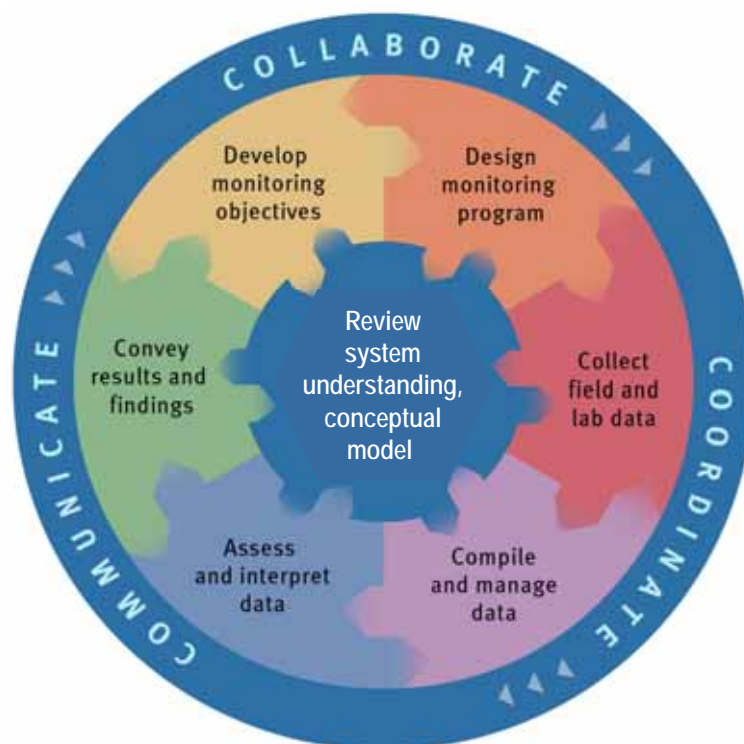 COLLABORATE
Develop
monitoring
objectives
Design
monitoring
program
Review
system
understanding,
conceptual
model
Convey
results and
findings
Collect
field and
lab data
Assess
and interpret
data
Compile
and manage
data
COORDINATE
COMMUNICATE